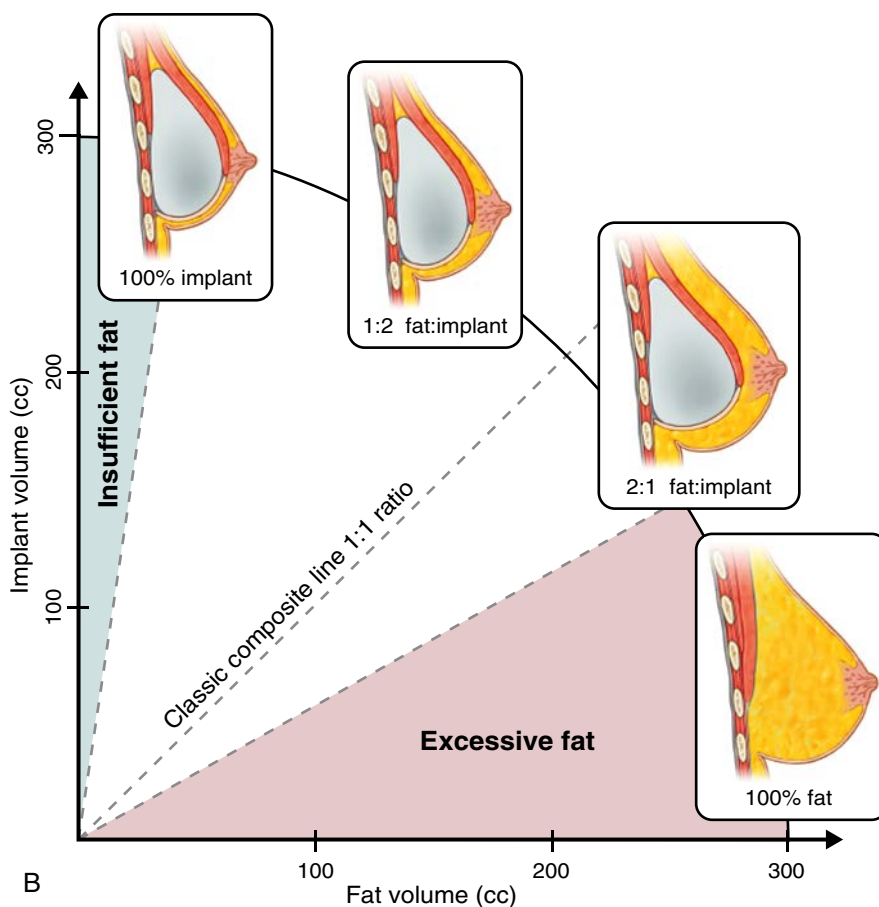 100% implant
1:2 fat:implant
2:1 fat:implant
100% fat
300
200
100
Implant volume (cc)
Insufficient fat
Classic composite line 1:1 ratio
Excessive fat
100
200
300
Fat volume (cc)
B